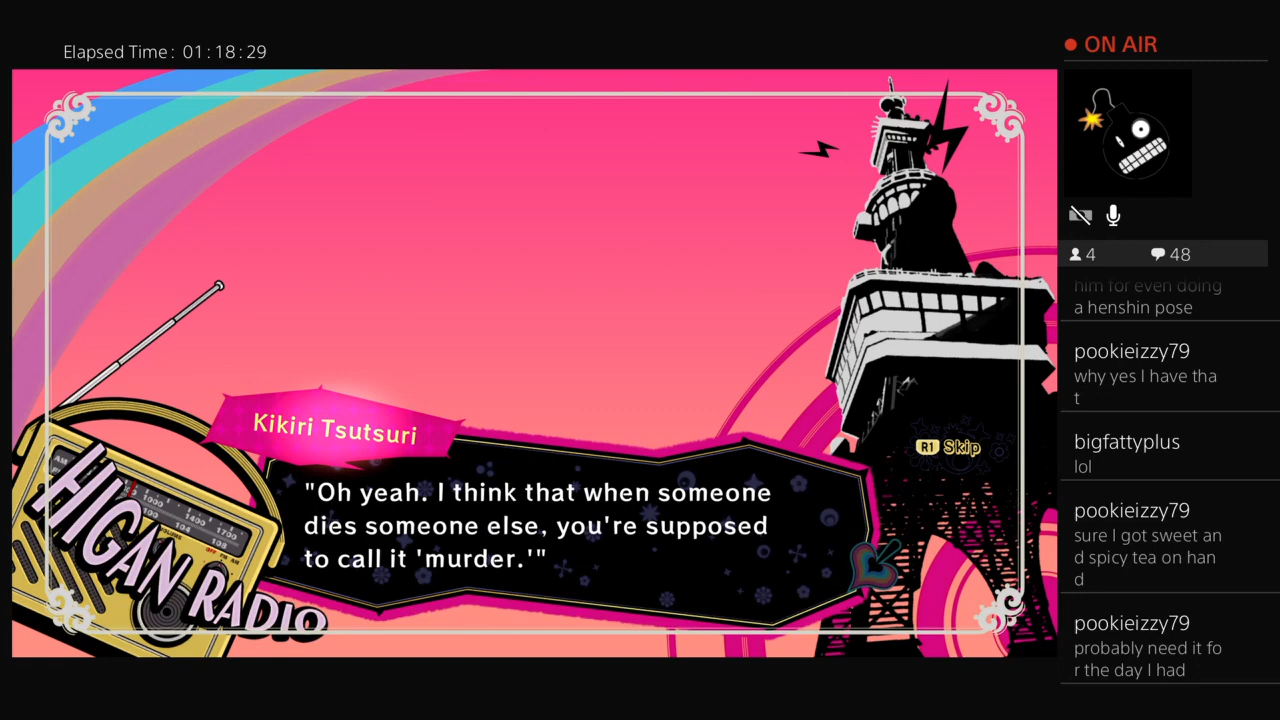 Elapsed Time: 01:18:29
ON AIR
4
48
him for even doing
a henshin pose
pookieizzy79
why yes I have tha
t
bigfattyplus
lol
pookieizzy79
sure I got sweet an
d spicy tea on han
d
pookieizzy79
probably need it fo
r the day I had
R1 Skip
Kikiri Tsutsuri
"Oh yeah. I think that when someone
dies someone else, you're supposed
to call it 'murder.'"
HIGAN RADIO